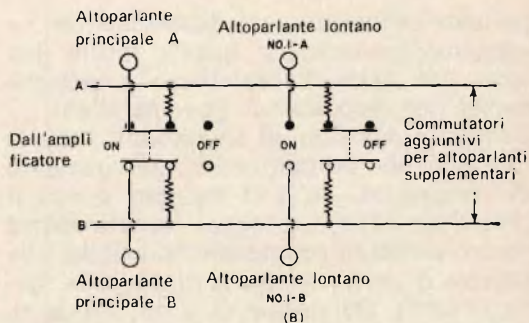 Altoparlante
principale A
Altoparlante lontano
NO.1-A
A
Dall'ampli
ficatore
ON
OFF
ON
OFF
Commutatori
aggiuntivi
per altoparlanti
supplementari
B
Altoparlante
principale B
Altoparlante lontano
NO.1-B
(B)